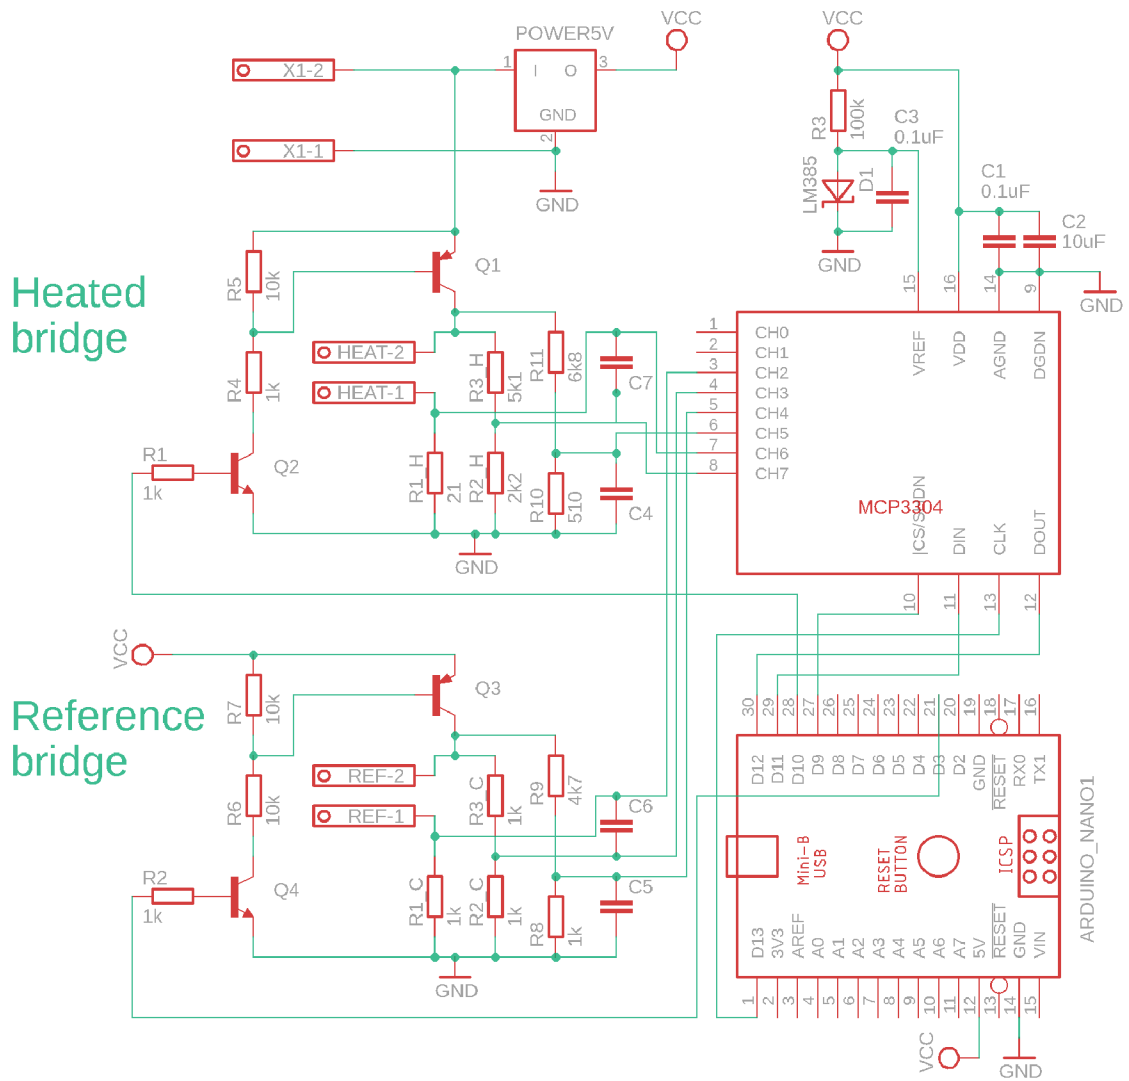 VCC
VCC
POWER5V
X1-2
1
I
O
3
GND
2
X1-1
GND
R3
100k
C3
0.1uF
LM385
D1
GND
C1
0.1uF
C2
10uF
GND
Heated
bridge
R5
10k
Q1
R4
1k
HEAT-2
HEAT-1
R3_H
5k1
R11
6k8
C7
R1
1k
Q2
R1_H
21
R2_H
2k2
R10
510
C4
GND
15
16
14
9
VREF
VDD
AGND
DGDN
1
CH0
2
CH1
3
CH2
4
CH3
5
CH4
6
CH5
7
CH6
8
CH7
MCP3304
|CS/SHDN
DIN
CLK
DOUT
10
11
13
12
VCC
Reference
bridge
R7
10k
Q3
R6
10k
REF-2
REF-1
R3_C
1k
R9
4k7
C6
R2
1k
Q4
R1_C
1k
R2_C
1k
R8
1k
C5
GND
30
29
28
27
26
25
24
23
22
21
20
19
18
17
16
D12
D11
D10
D9
D8
D7
D6
D5
D4
D3
D2
GND
RESET
RX0
TX1
Mini-B
USB
RESET
BUTTON
ICSP
ARDUINO_NANO1
D13
3V3
AREF
A0
A1
A2
A3
A4
A5
A6
A7
5V
RESET
GND
VIN
1
2
3
4
5
6
7
8
9
10
11
12
13
14
15
VCC
GND